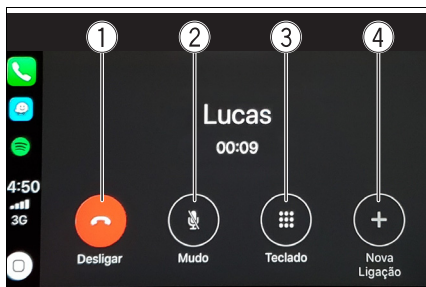 1 2 3 4
Lucas
00:09
4:50
3G
Desligar Mudo Teclado Nova
Ligação